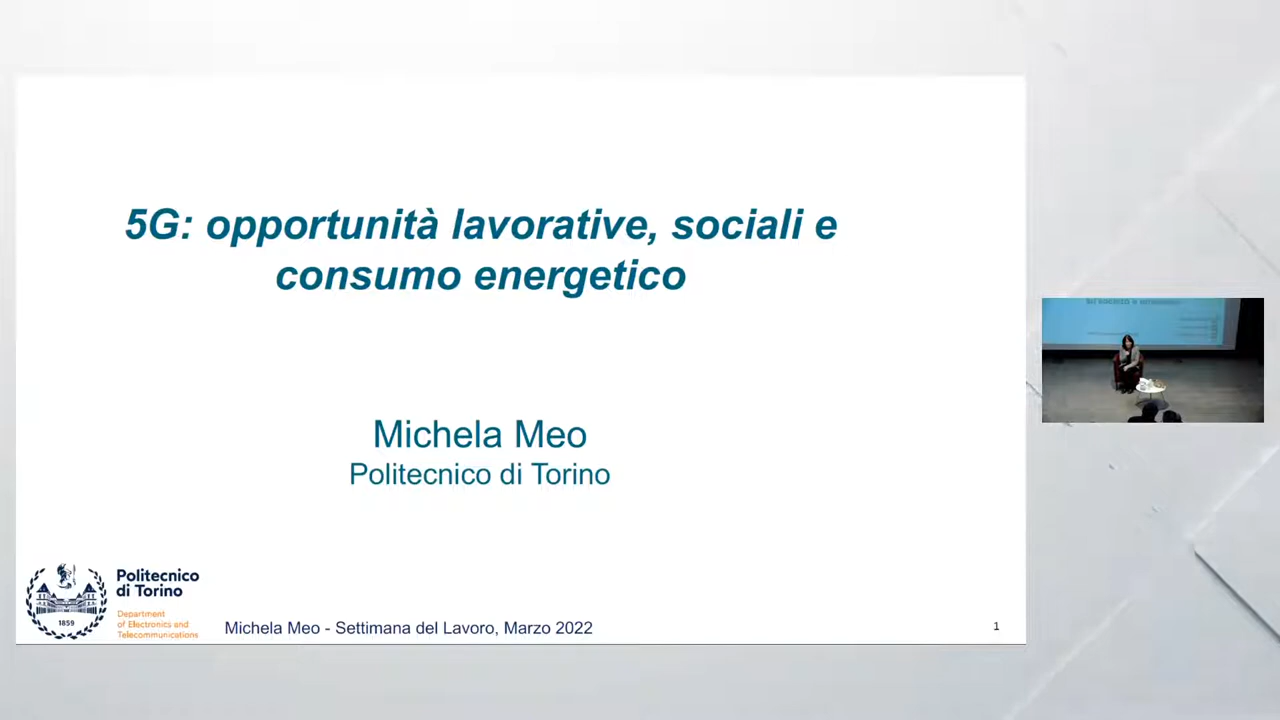 5G: opportunità lavorative, sociali e
consumo energetico
Michela Meo
Politecnico di Torino
1859
Politecnico
di Torino
Department
of Electronics and
Telecommunications
Michela Meo - Settimana del Lavoro, Marzo 2022
1